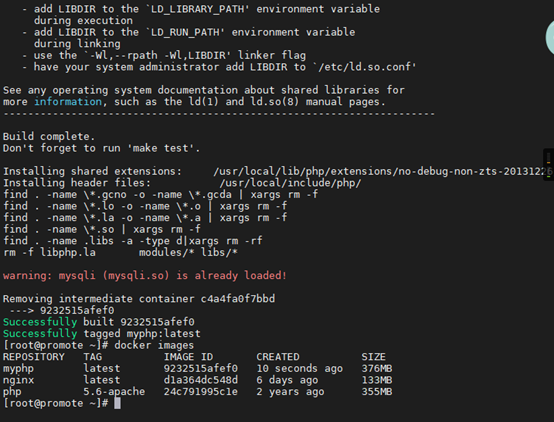 - add LIBDIR to the `LD_LIBRARY_PATH' environment variable
during execution
- add LIBDIR to the `LD_RUN_PATH' environment variable
during linking
- use the `-Wl,--rpath -Wl,LIBDIR' linker flag
- have your system administrator add LIBDIR to `/etc/ld.so.conf'
See any operating system documentation about shared libraries for
more information, such as the ld(1) and ld.so(8) manual pages.
----------------------------------------------------------------------
Build complete.
Don't forget to run 'make test'.
Installing shared extensions:     /usr/local/lib/php/extensions/no-debug-non-zts-20131226
Installing header files:           /usr/local/include/php/
find . -name \*.gcno -o -name \*.gcda | xargs rm -f
find . -name \*.lo -o -name \*.o | xargs rm -f
find . -name \*.la -o -name \*.a | xargs rm -f
find . -name \*.so | xargs rm -f
find . -name .libs -a -type d|xargs rm -rf
rm -f libphp.la       modules/* libs/*
warning: mysqli (mysqli.so) is already loaded!
Removing intermediate container c4a4fa0f7bbd
---> 9232515afef0
Successfully built 9232515afef0
Successfully tagged myphp:latest
[root@promote ~]# docker images
REPOSITORY   TAG          IMAGE ID       CREATED          SIZE
myphp        latest       9232515afef0   10 seconds ago   376MB
nginx        latest       d1a364dc548d   6 days ago       133MB
php          5.6-apache   24c791995c1e   2 years ago      355MB
[root@promote ~]#